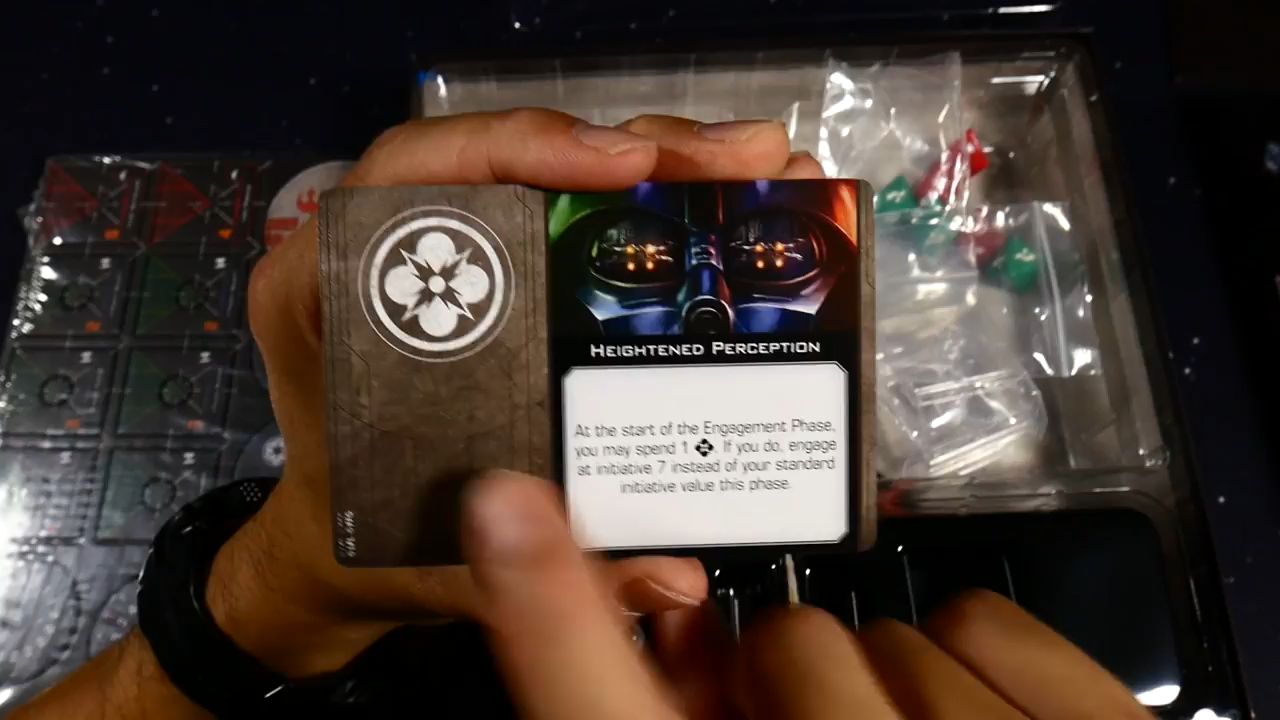 HEIGHTENED PERCEPTION
At the start of the Engagement Phase,
you may spend 1 . If you do, engage
at initiative 7 instead of your standard
initiative value this phase.